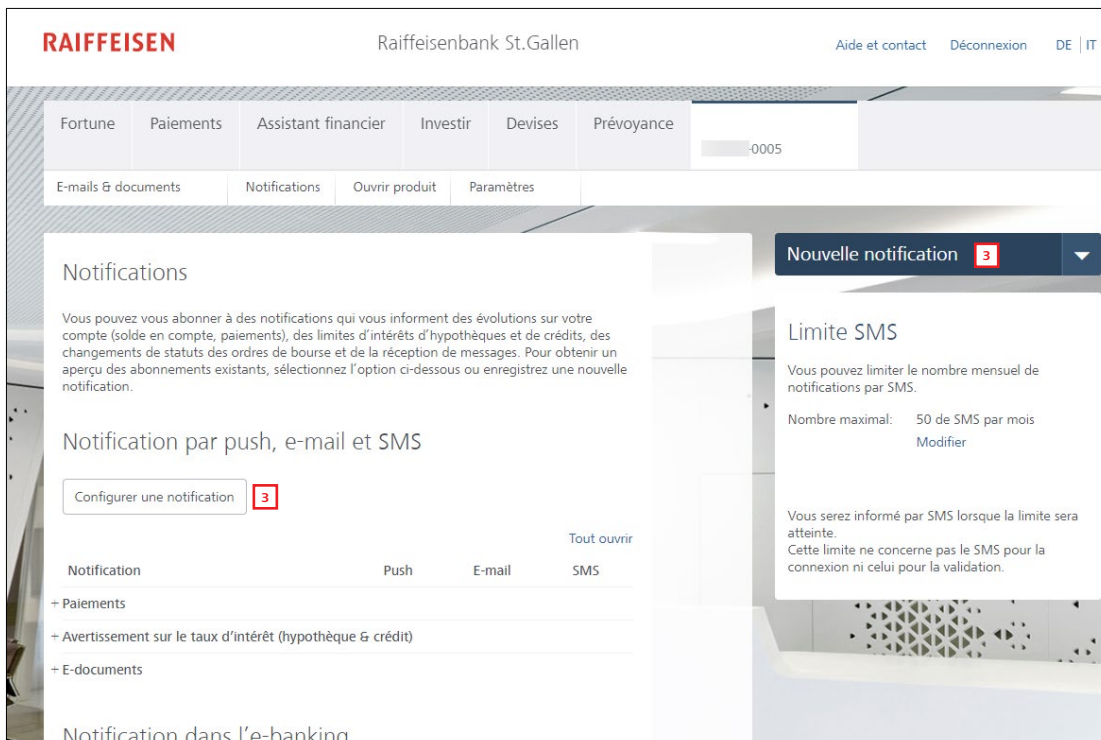 RAIFFEISEN
Raiffeisenbank St.Gallen
Aide et contact Déconnexion DE | IT
Fortune Paiements Assistant financier Investir Devises Prévoyance
-0005
E-mails & documents Notifications Ouvrir produit Paramètres
Notifications
Vous pouvez vous abonner à des notifications qui vous informent des évolutions sur votre
compte (solde en compte, paiements), des limites d'intérêts d'hypothèques et de crédits, des
changements de statuts des ordres de bourse et de la réception de messages. Pour obtenir un
aperçu des abonnements existants, sélectionnez l'option ci-dessous ou enregistrez une nouvelle
notification.
Notification par push, e-mail et SMS
Configurer une notification 3
Tout ouvrir
Notification Push E-mail SMS
+ Paiements
+ Avertissement sur le taux d'intérêt (hypothèque & crédit)
+ E-documents
Notification dans l'e-banking
Nouvelle notification 3
Limite SMS
Vous pouvez limiter le nombre mensuel de
notifications par SMS.
Nombre maximal: 50 de SMS par mois
Modifier
Vous serez informé par SMS lorsque la limite sera
atteinte.
Cette limite ne concerne pas le SMS pour la
connexion ni celui pour la validation.